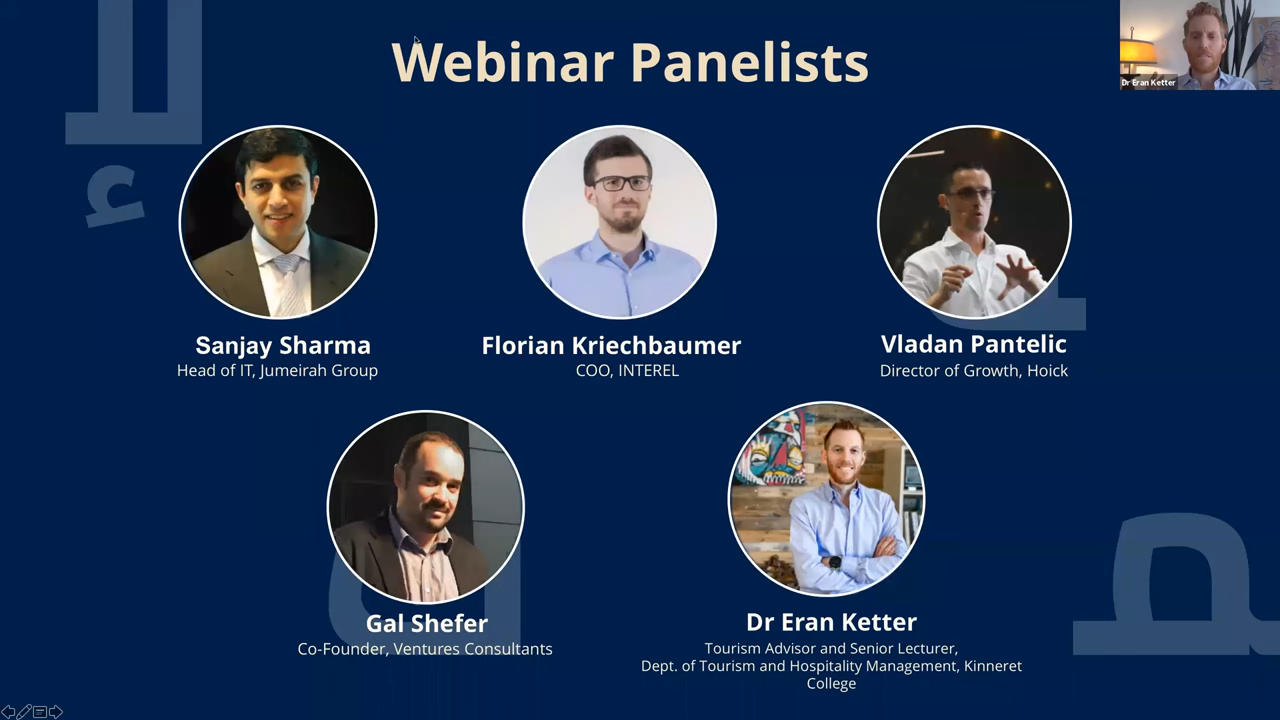 Webinar Panelists
Dr Eran Ketter
Sanjay Sharma
Head of IT, Jumeirah Group
Florian Kriechbaumer
COO, INTEREL
Vladan Pantelic
Director of Growth, Hoick
Gal Shefer
Co-Founder, Ventures Consultants
Dr Eran Ketter
Tourism Advisor and Senior Lecturer,
Dept. of Tourism and Hospitality Management, Kinneret
College